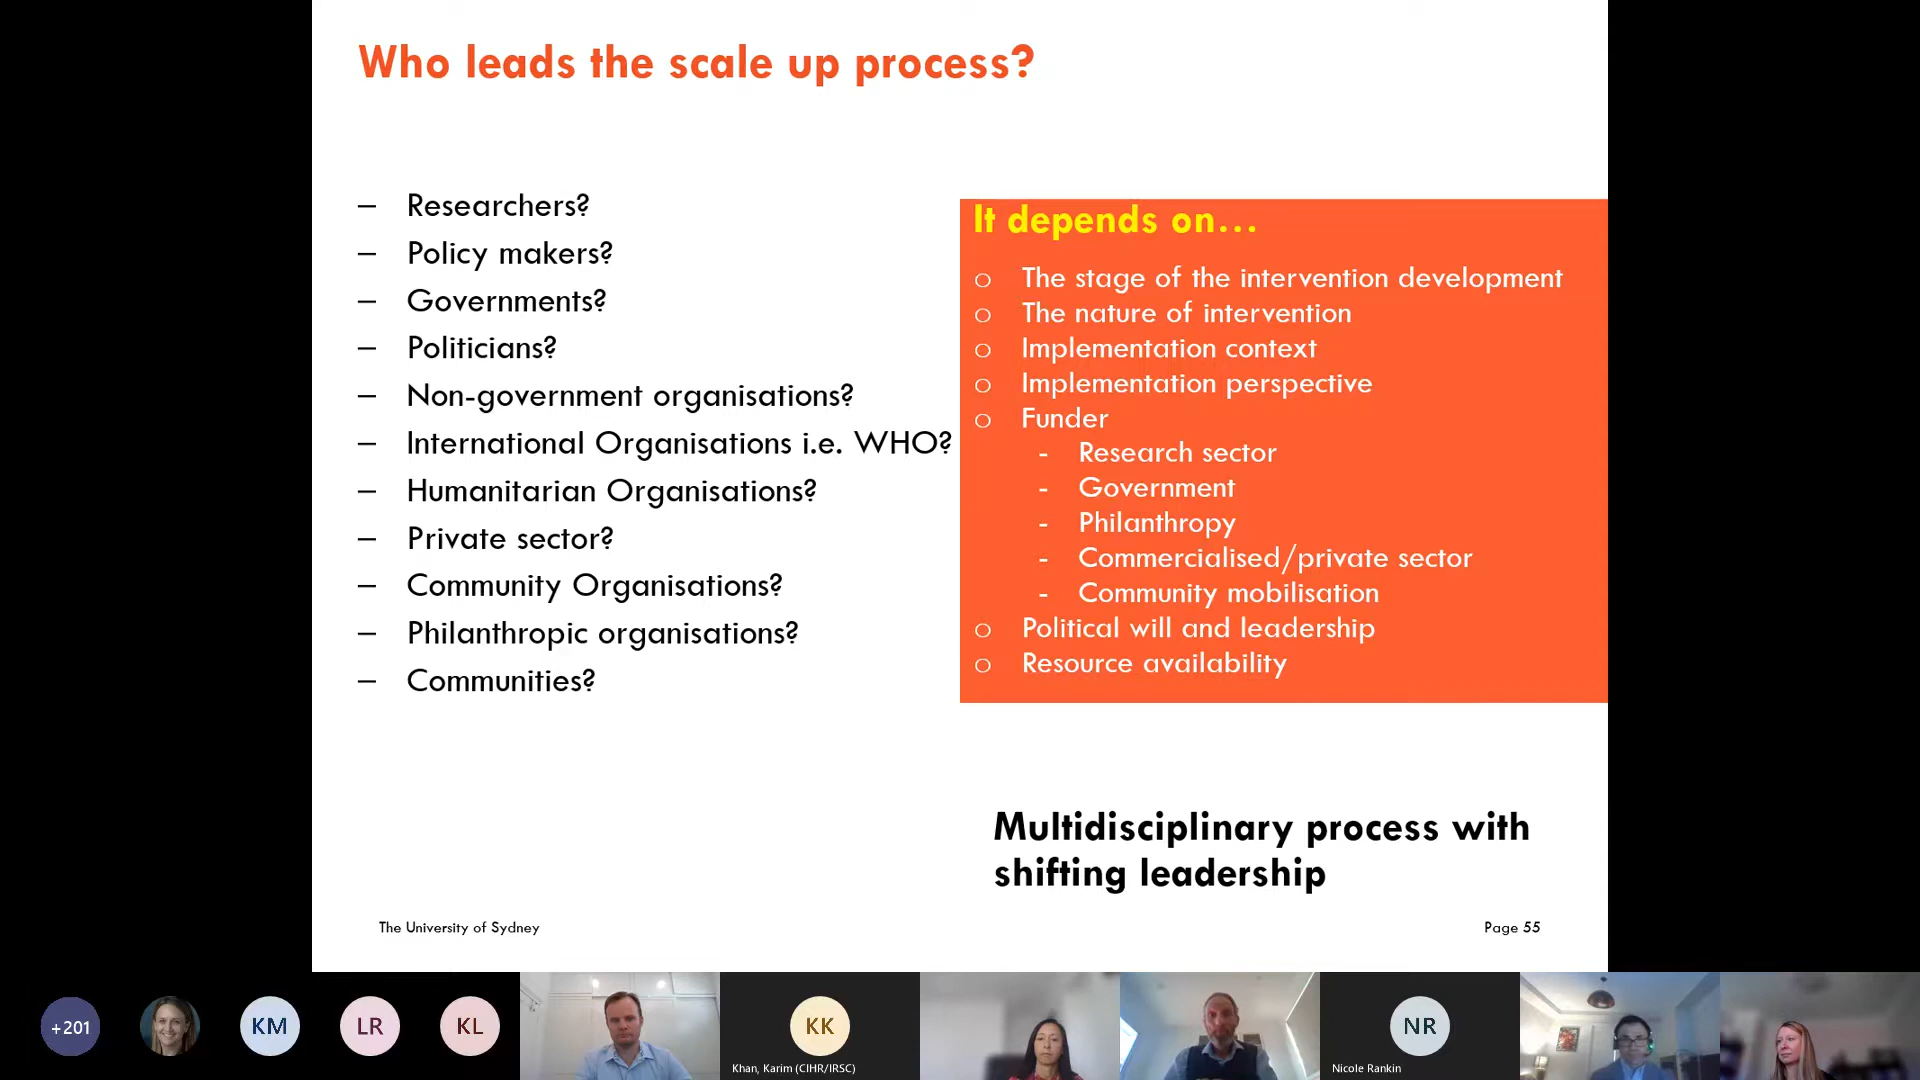 Who leads the scale up process?
– Researchers?
– Policy makers?
– Governments?
– Politicians?
– Non-government organisations?
– International Organisations i.e. WHO?
– Humanitarian Organisations?
– Private sector?
– Community Organisations?
– Philanthropic organisations?
– Communities?
It depends on...
o The stage of the intervention development
o The nature of intervention
o Implementation context
o Implementation perspective
o Funder
- Research sector
- Government
- Philanthropy
- Commercialised/private sector
- Community mobilisation
o Political will and leadership
o Resource availability
Multidisciplinary process with
shifting leadership
The University of Sydney
Page 55
+201
KM
LR
KL
KK
Khan, Karim (CIHR/IRSC)
NR
Nicole Rankin